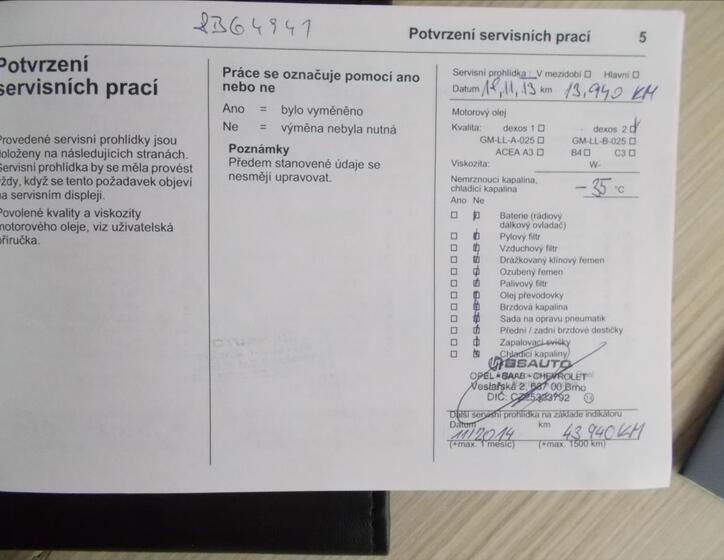 2BG4941
Potvrzení servisních prací 5
Potvrzení
servisních prací
Provedené servisní prohlídky jsou
doloženy na následujících stranách.
Servisní prohlídka by se měla provést
vždy, když se tento požadavek objeví
na servisním displeji.
Povolené kvality a viskozity
motorového oleje, viz uživatelská
příručka.
Práce se označuje pomocí ano
nebo ne
Ano = bylo vyměněno
Ne = výměna nebyla nutná
Poznámky
Předem stanovené údaje se
nesmějí upravovat.
Servisní prohlídka: V mezidobí Hlavní
Datum 18,11,13 km 13,940 KM
Motorový olej
Kvalita: dexos 1 dexos 2
GM-LL-A-025 GM-LL-B-025
ACEA A3 B4 C3
Viskozita: W-
Nemrznoucí kapalina,
chladicí kapalina -35 °C
Ano Ne
Baterie (rádiový
dálkový ovladač)
Pylový filtr
Vzduchový filtr
Drážkovaný klínový řemen
Ozubený řemen
Palivový filtr
Olej převodovky
Brzdová kapalina
Sada na opravu pneumatik
Přední / zadní brzdové destičky
Zapalovací svíčky
Chladicí kapaliny
BSAUTO
OPEL • SAAB • CHEVROLET
Veslařská 2, 637 00 Brno
DIČ:
Další servisní prohlídka na základě indikátoru
Datum km
11/2014 43,940 KM
(+max. 1 měsíc) (+max. 1500 km)